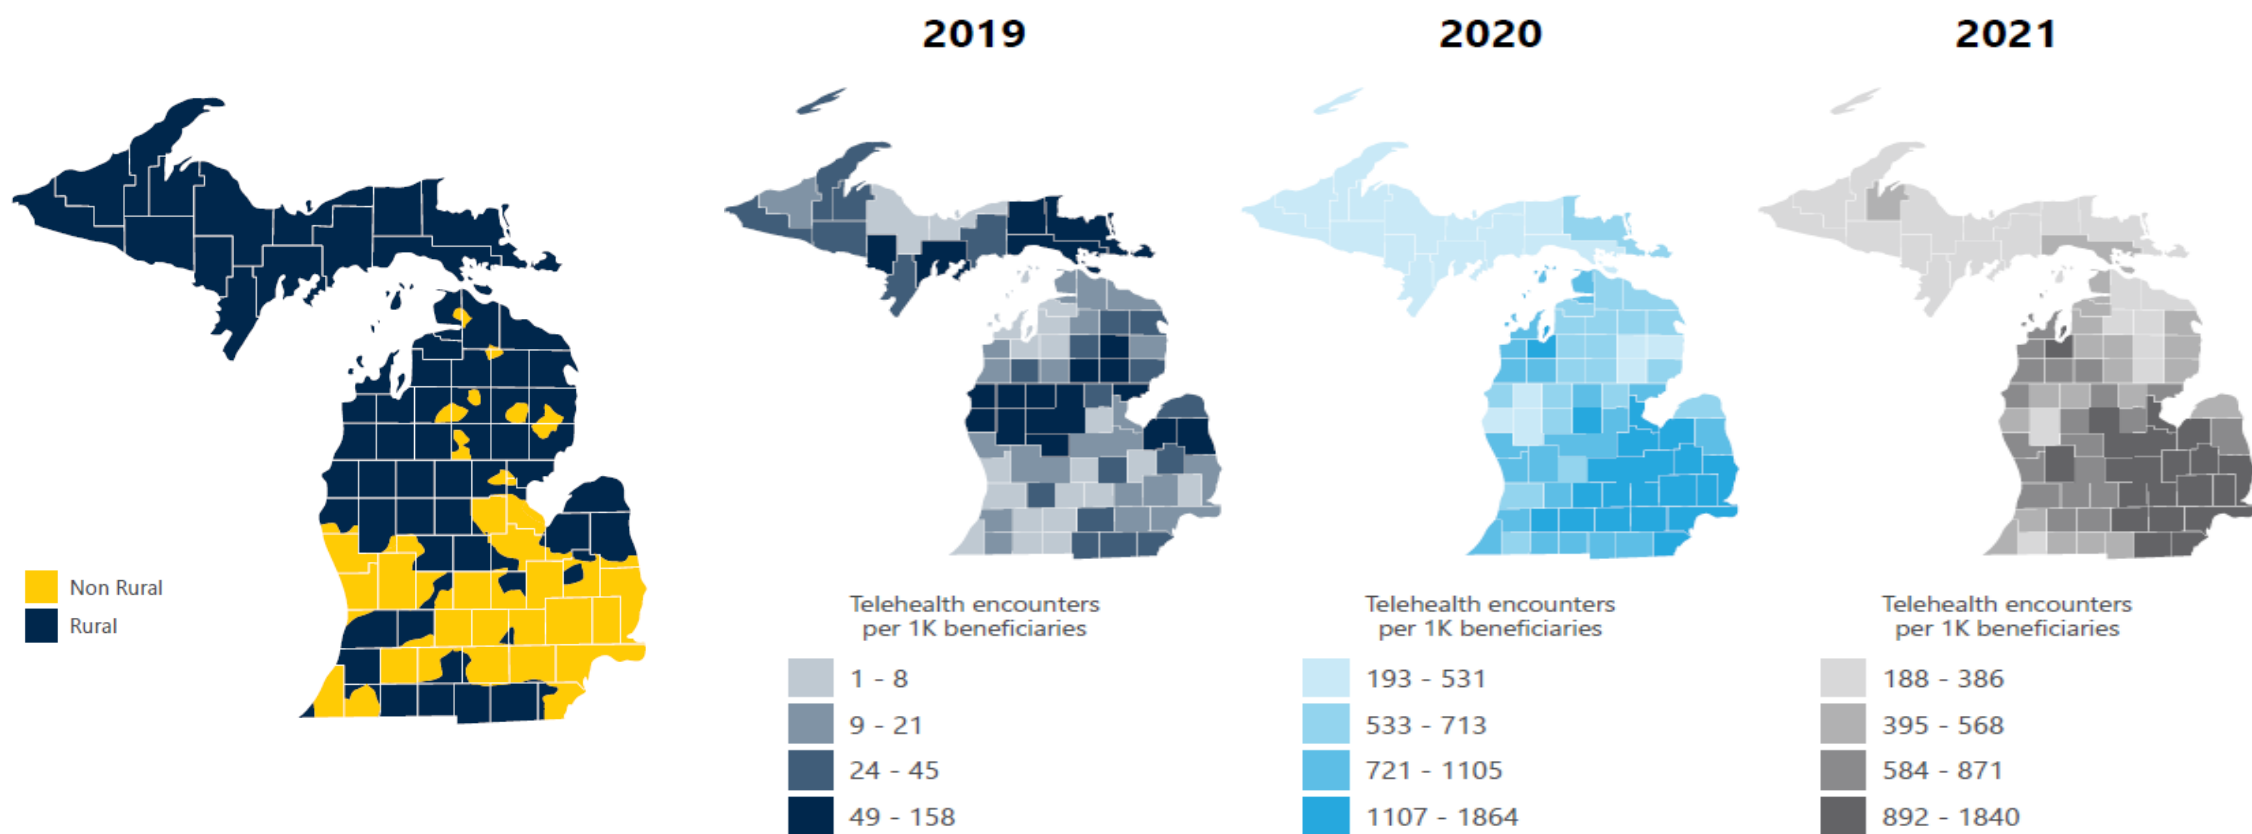 2019
2020
2021
Non Rural
Rural
Telehealth encounters
per 1K beneficiaries
1 - 8
9 - 21
24 - 45
49 - 158
Telehealth encounters
per 1K beneficiaries
193 - 531
533 - 713
721 - 1105
1107 - 1864
Telehealth encounters
per 1K beneficiaries
188 - 386
395 - 568
584 - 871
892 - 1840